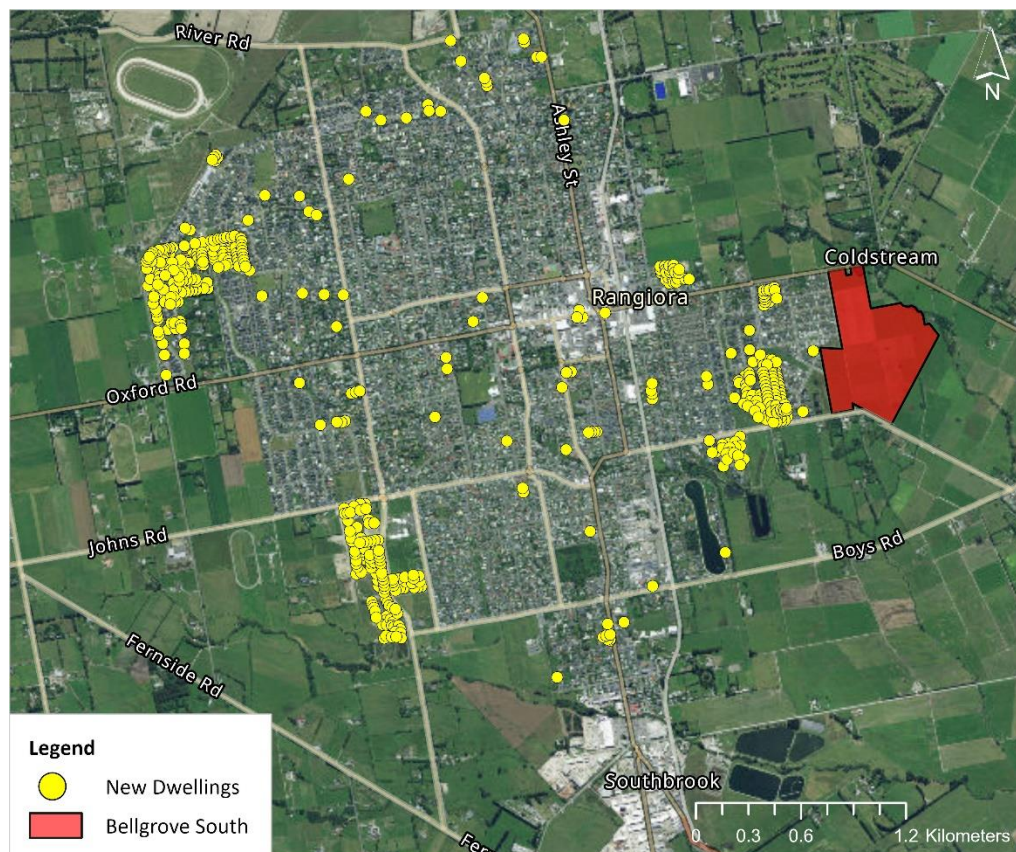 River Rd
N
Ashley St
Coldstream
Rangiora
Oxford Rd
Johns Rd
Boys Rd
Fernside Rd
Legend
New Dwellings
Southbrook
Bellgrove South
0 0.3 0.6 1.2 Kilometers
Fer